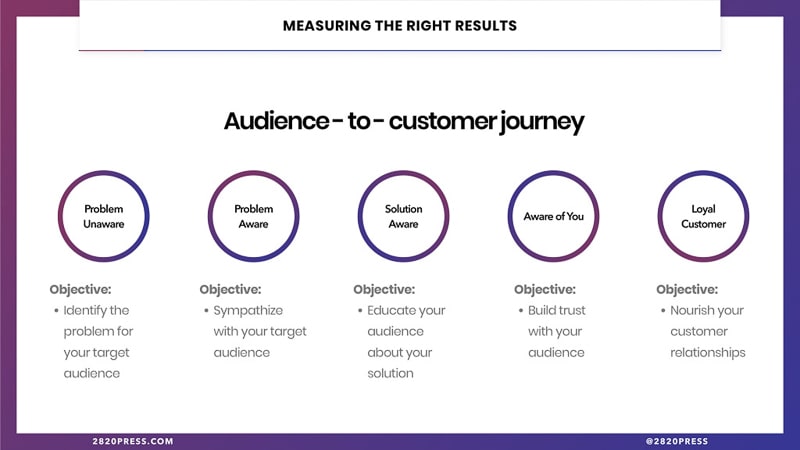 MEASURING THE RIGHT RESULTS
Audience - to - customer journey
Problem
Unaware
Problem
Aware
Solution
Aware
Aware of You
Loyal
Customer
Objective:
• Identify the
problem for
your target
audience
Objective:
• Sympathize
with your target
audience
Objective:
• Educate your
audience
about your
solution
Objective:
• Build trust
with your
audience
Objective:
• Nourish your
customer
relationships
2820PRESS.COM
@2820PRESS